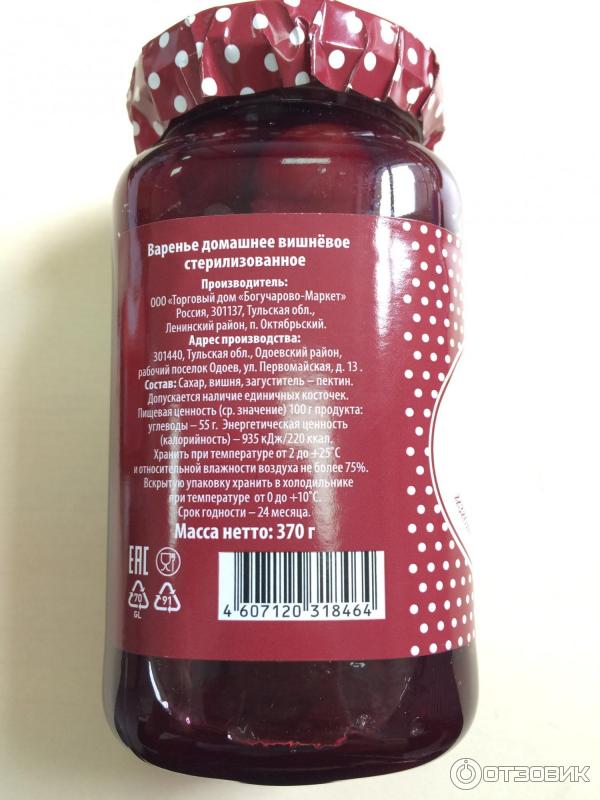 Варенье домашнее вишнёвое
стерилизованное
Производитель:
ООО «Торговый дом «Богучарово-Маркет»
Россия, 301137, Тульская обл.,
Ленинский район, п. Октябрьский.
Адрес производства:
301440, Тульская обл., Одоевский район,
рабочий поселок Одоев, ул. Первомайская, д. 13 .
Состав: Сахар, вишня, загуститель – пектин.
Допускается наличие единичных косточек.
Пищевая ценность (ср. значение) 100 г продукта:
углеводы – 55 г. Энергетическая ценность
(калорийность) – 935 кДж/220 ккал.
Хранить при температуре от 2 до +25°С
и относительной влажности воздуха не более 75%.
Вскрытую упаковку хранить в холодильнике
при температуре от 0 до +10°С.
Срок годности – 24 месяца.
Масса нетто: 370 г
EAC
70
GL
91
4 607120 318464
ОТЗОВИК